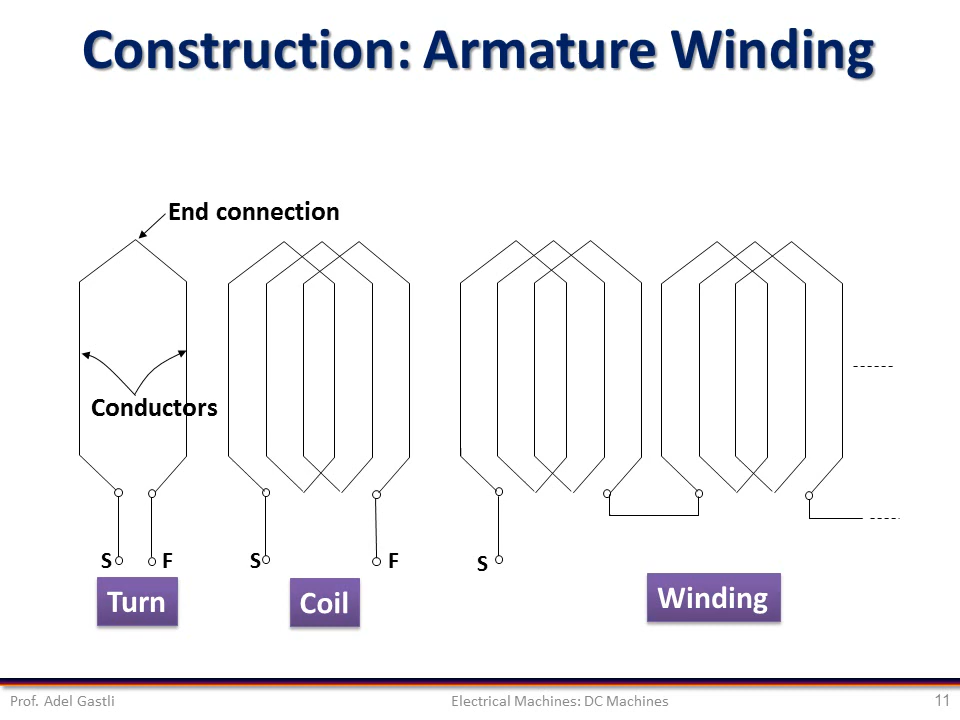 Construction: Armature Winding
End connection
Conductors
S F
S F
S
Turn
Coil
Winding
Prof. Adel Gastli
Electrical Machines: DC Machines
11